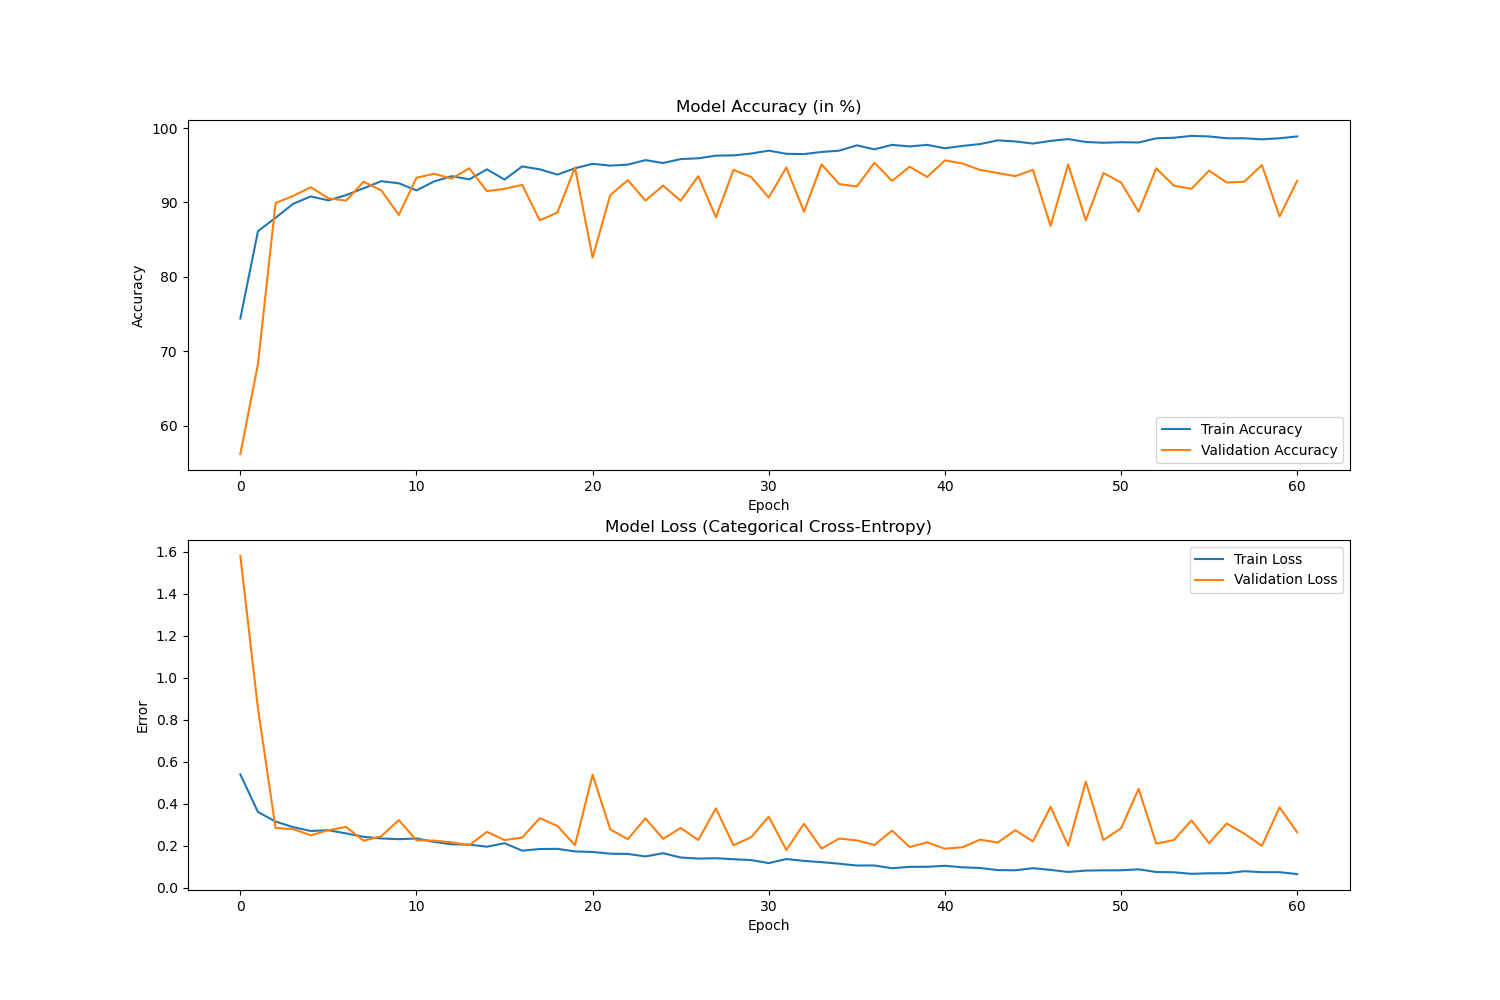 Model Accuracy (in %)
100
90
80
70
60
Accuracy
Train Accuracy
Validation Accuracy
0 10 20 30 40 50 60
Epoch
Model Loss (Categorical Cross-Entropy)
1.6
1.4
1.2
1.0
0.8
0.6
0.4
0.2
0.0
Error
Train Loss
Validation Loss
0 10 20 30 40 50 60
Epoch